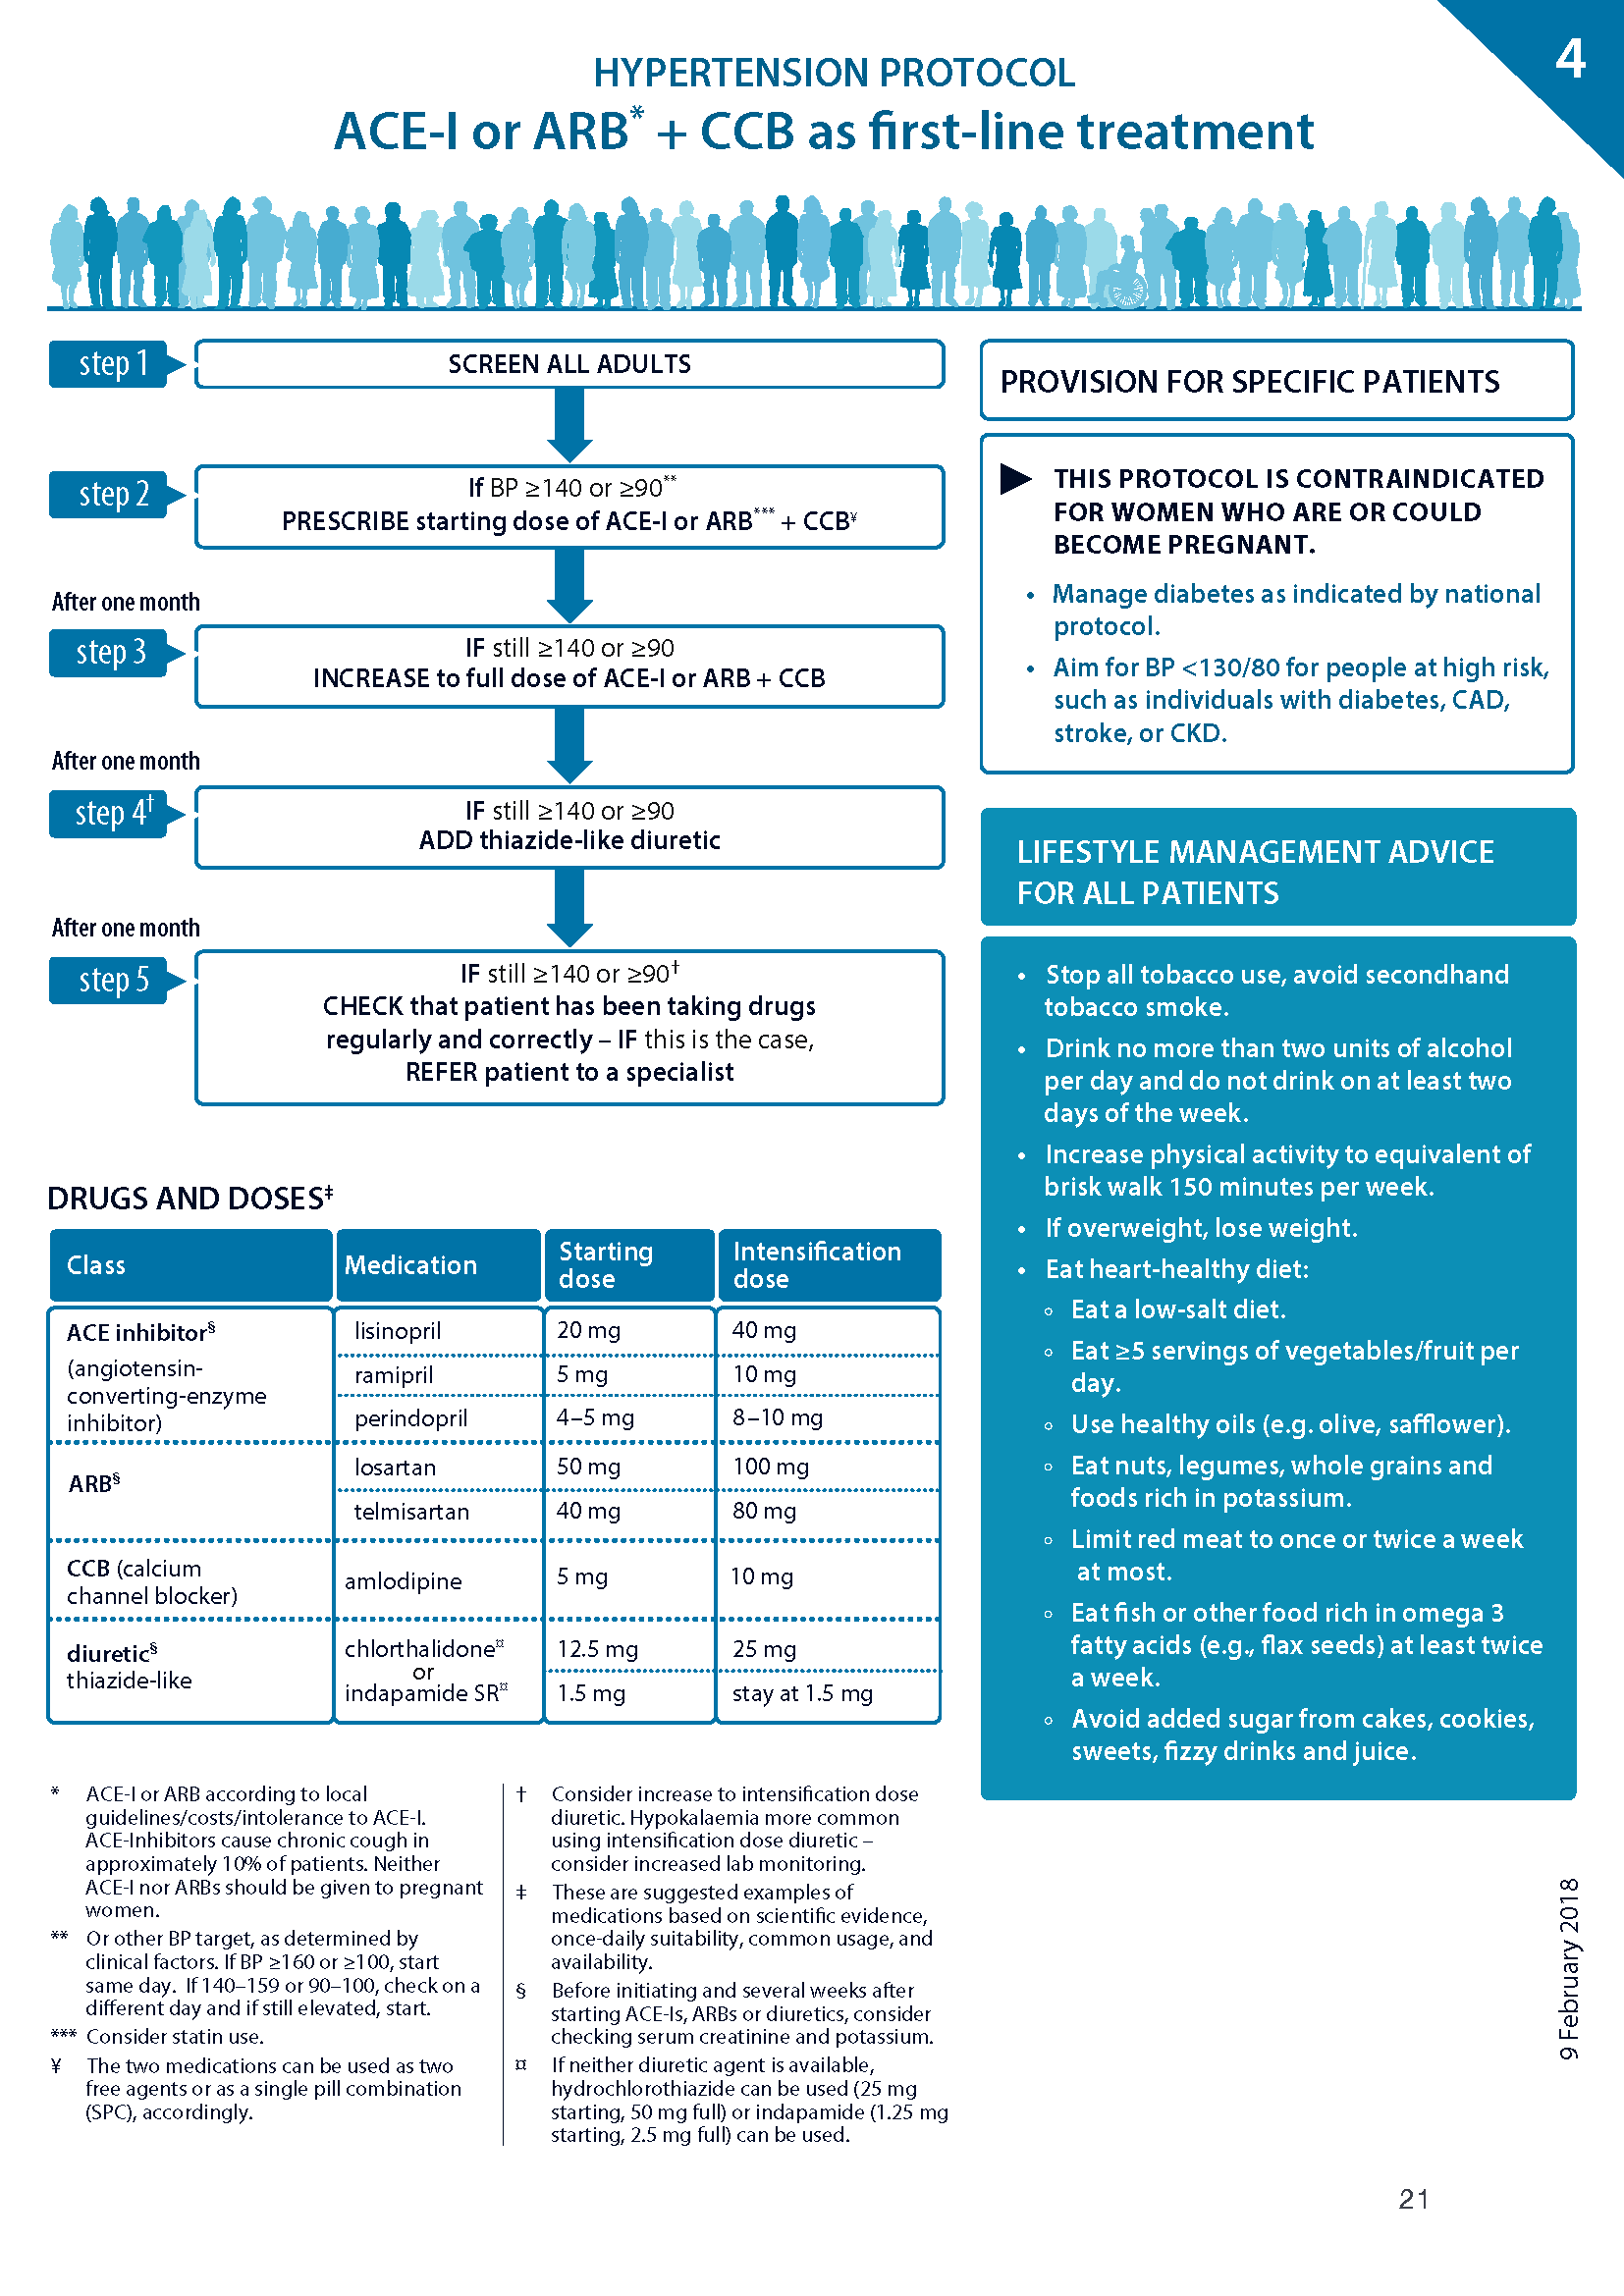 4
HYPERTENSION PROTOCOL
ACE-I or ARB* + CCB as first-line treatment
step 1
SCREEN ALL ADULTS
step 2
If BP ≥140 or ≥90**
PRESCRIBE starting dose of ACE-I or ARB*** + CCB¥
After one month
step 3
IF still ≥140 or ≥90
INCREASE to full dose of ACE-I or ARB + CCB
After one month
step 4†
IF still ≥140 or ≥90
ADD thiazide-like diuretic
After one month
step 5
IF still ≥140 or ≥90†
CHECK that patient has been taking drugs
regularly and correctly – IF this is the case,
REFER patient to a specialist
PROVISION FOR SPECIFIC PATIENTS
THIS PROTOCOL IS CONTRAINDICATED
FOR WOMEN WHO ARE OR COULD
BECOME PREGNANT.
• Manage diabetes as indicated by national
protocol.
• Aim for BP <130/80 for people at high risk,
such as individuals with diabetes, CAD,
stroke, or CKD.
LIFESTYLE MANAGEMENT ADVICE
FOR ALL PATIENTS
• Stop all tobacco use, avoid secondhand
tobacco smoke.
• Drink no more than two units of alcohol
per day and do not drink on at least two
days of the week.
• Increase physical activity to equivalent of
brisk walk 150 minutes per week.
• If overweight, lose weight.
• Eat heart-healthy diet:
◦ Eat a low-salt diet.
◦ Eat ≥5 servings of vegetables/fruit per
day.
◦ Use healthy oils (e.g. olive, safflower).
◦ Eat nuts, legumes, whole grains and
foods rich in potassium.
◦ Limit red meat to once or twice a week
at most.
◦ Eat fish or other food rich in omega 3
fatty acids (e.g., flax seeds) at least twice
a week.
◦ Avoid added sugar from cakes, cookies,
sweets, fizzy drinks and juice.
DRUGS AND DOSES‡
Class Medication Starting dose Intensification dose
ACE inhibitor§
(angiotensin-
converting-enzyme
inhibitor)
lisinopril 20 mg 40 mg
ramipril 5 mg 10 mg
perindopril 4–5 mg 8–10 mg
ARB§
losartan 50 mg 100 mg
telmisartan 40 mg 80 mg
CCB (calcium
channel blocker)
amlodipine 5 mg 10 mg
diuretic§
thiazide-like
chlorthalidone¤ 12.5 mg 25 mg
or
indapamide SR¤ 1.5 mg stay at 1.5 mg
* ACE-I or ARB according to local
guidelines/costs/intolerance to ACE-I.
ACE-Inhibitors cause chronic cough in
approximately 10% of patients. Neither
ACE-I nor ARBs should be given to pregnant
women.
** Or other BP target, as determined by
clinical factors. If BP ≥160 or ≥100, start
same day. If 140–159 or 90–100, check on a
different day and if still elevated, start.
*** Consider statin use.
¥ The two medications can be used as two
free agents or as a single pill combination
(SPC), accordingly.
† Consider increase to intensification dose
diuretic. Hypokalaemia more common
using intensification dose diuretic –
consider increased lab monitoring.
‡ These are suggested examples of
medications based on scientific evidence,
once-daily suitability, common usage, and
availability.
§ Before initiating and several weeks after
starting ACE-Is, ARBs or diuretics, consider
checking serum creatinine and potassium.
¤ If neither diuretic agent is available,
hydrochlorothiazide can be used (25 mg
starting, 50 mg full) or indapamide (1.25 mg
starting, 2.5 mg full) can be used.
9 February 2018
21